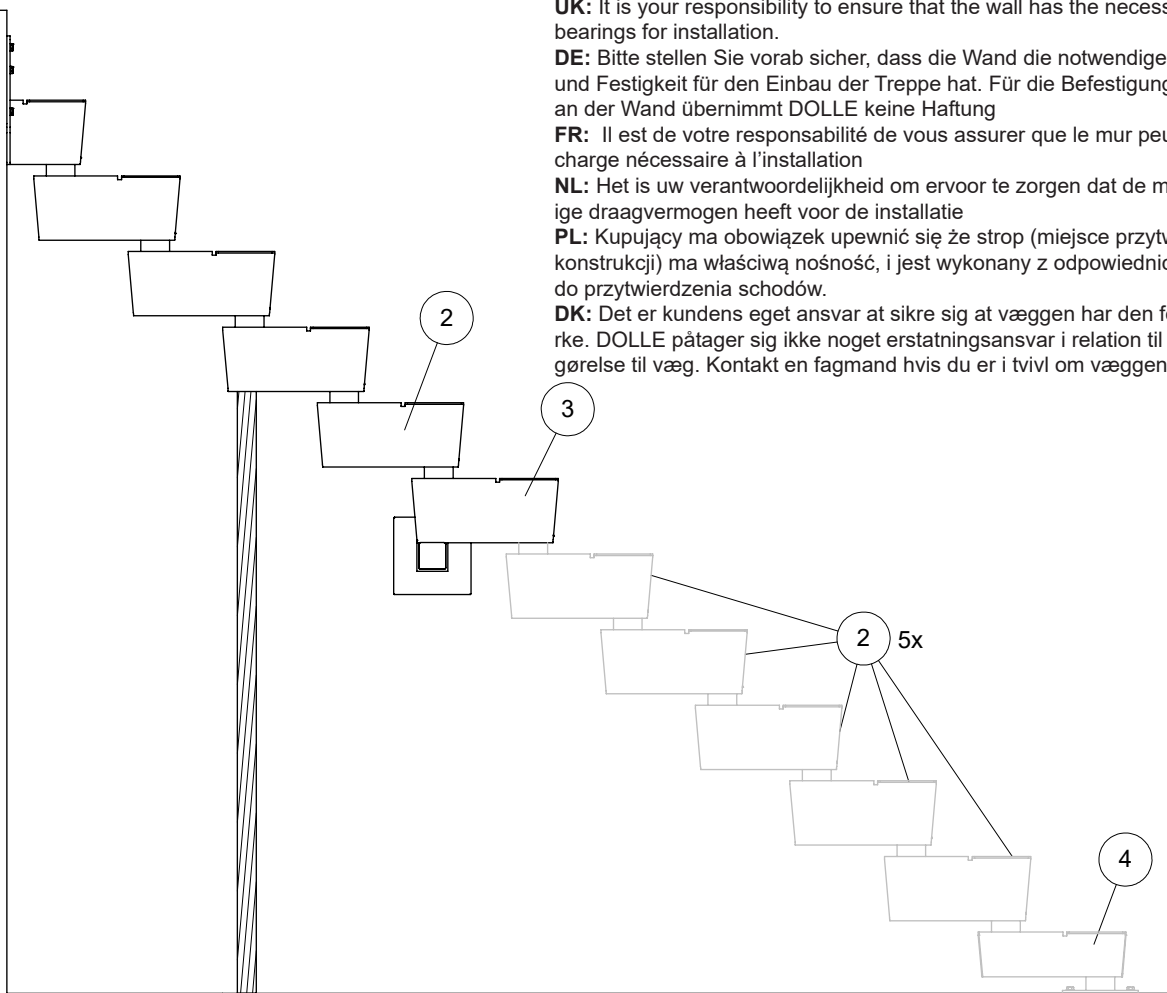 UK: It is your responsibility to ensure that the wall has the
bearings for installation.
DE: Bitte stellen Sie vorab sicher, dass die Wand die notwendige
und Festigkeit für den Einbau der Treppe hat. Für die Befestigung
an der Wand übernimmt DOLLE keine Haftung
FR: Il est de votre responsabilité de vous assurer que le mur
charge nécessaire à l’installation
NL: Het is uw verantwoordelijkheid om ervoor te zorgen dat de
ige draagvermogen heeft voor de installatie
PL: Kupujący ma obowiązek upewnić się że strop (miejsce
konstrukcji) ma właściwą nośność, i jest wykonany z
do przytwierdzenia schodów.
DK: Det er kundens eget ansvar at sikre sig at væggen har den
rke. DOLLE påtager sig ikke noget erstatningsansvar i relation til
gørelse til væg. Kontakt en fagmand hvis du er i tvivl om væggen
2
3
2 5x
4